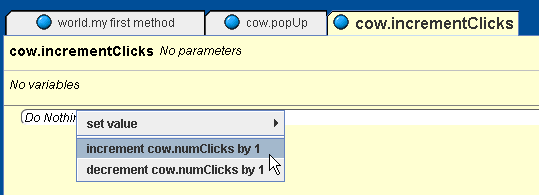 world.my first method cow.popUp cow.incrementClicks
cow.incrementClicks No parameters
No variables
Do Nothin
set value
increment cow.numClicks by 1
decrement cow.numClicks by 1